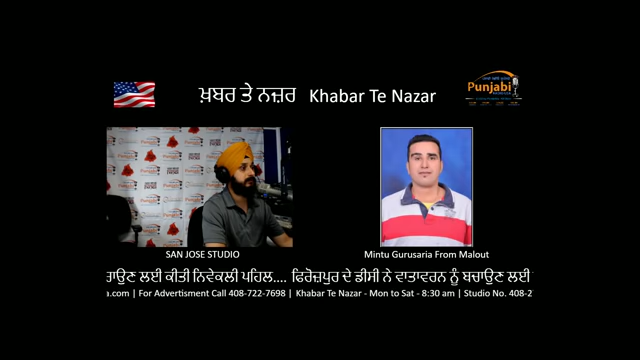 ਖ਼ਬਰ ਤੇ ਨਜ਼ਰ Khabar Te Nazar
Punjabi
SAN JOSE STUDIO
Mintu Gurusaria From Malout
ਚਾਉਣ ਲਈ ਕੀਤੀ ਨਿਵੇਕਲੀ ਪਹਿਲ.... ਫਿਰੋਜ਼ਪੁਰ ਦੇ ਡੀਸੀ ਨੇ ਵਾਤਾਵਰਨ ਨੂੰ ਬਚਾਉਣ ਲਈ
a.com | For Advertisment Call 408-722-7698 | Khabar Te Nazar - Mon to Sat - 8:30 am | Studio No. 408-2